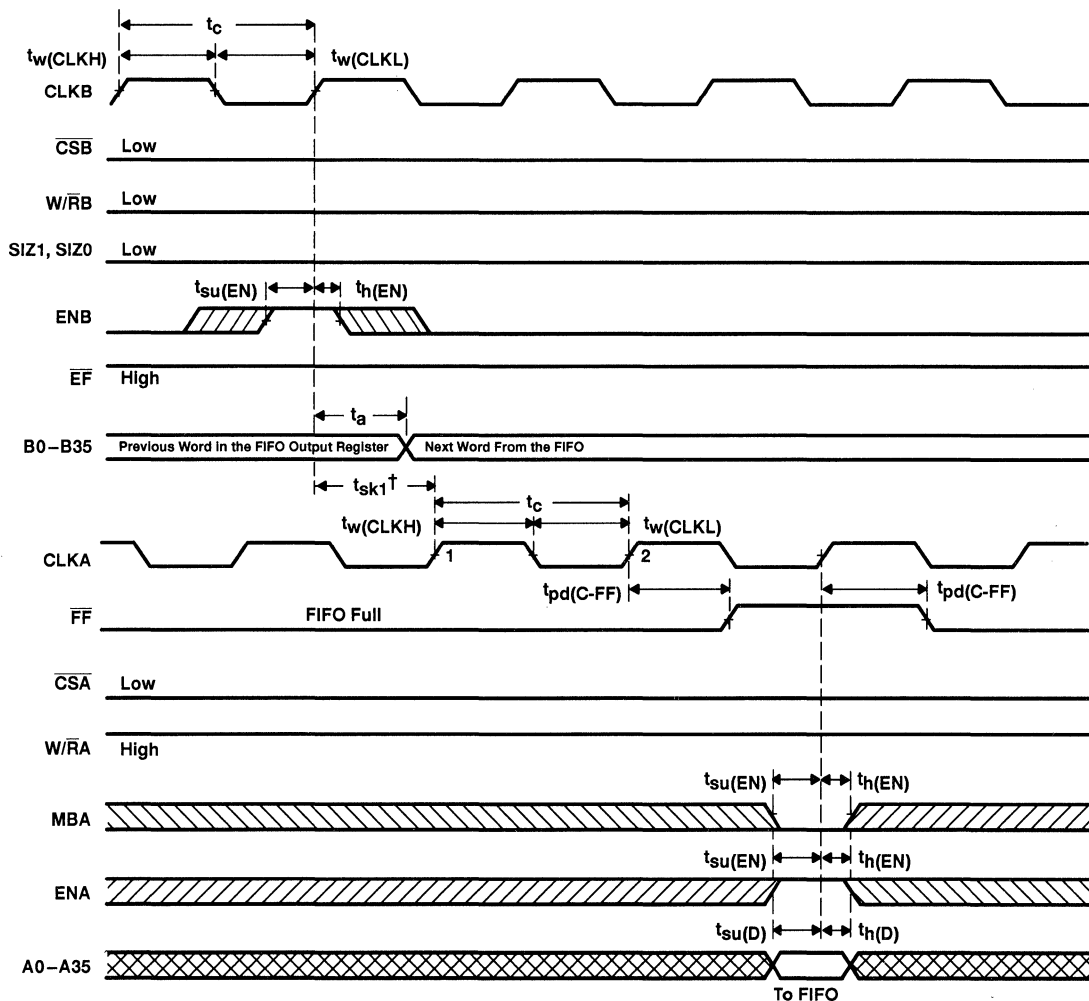 tc
tw(CLKH) tw(CLKL)
CLKB
CSB Low
W/RB Low
SIZ1, SIZ0 Low
tsu(EN) th(EN)
ENB
EF High
ta
B0–B35 Previous Word in the FIFO Output Register Next Word From the FIFO
tsk1†
tc
tw(CLKH) tw(CLKL)
CLKA 1 2
tpd(C-FF) tpd(C-FF)
FF FIFO Full
CSA Low
W/RA High
tsu(EN) th(EN)
MBA
tsu(EN) th(EN)
ENA
tsu(D) th(D)
A0–A35
To FIFO